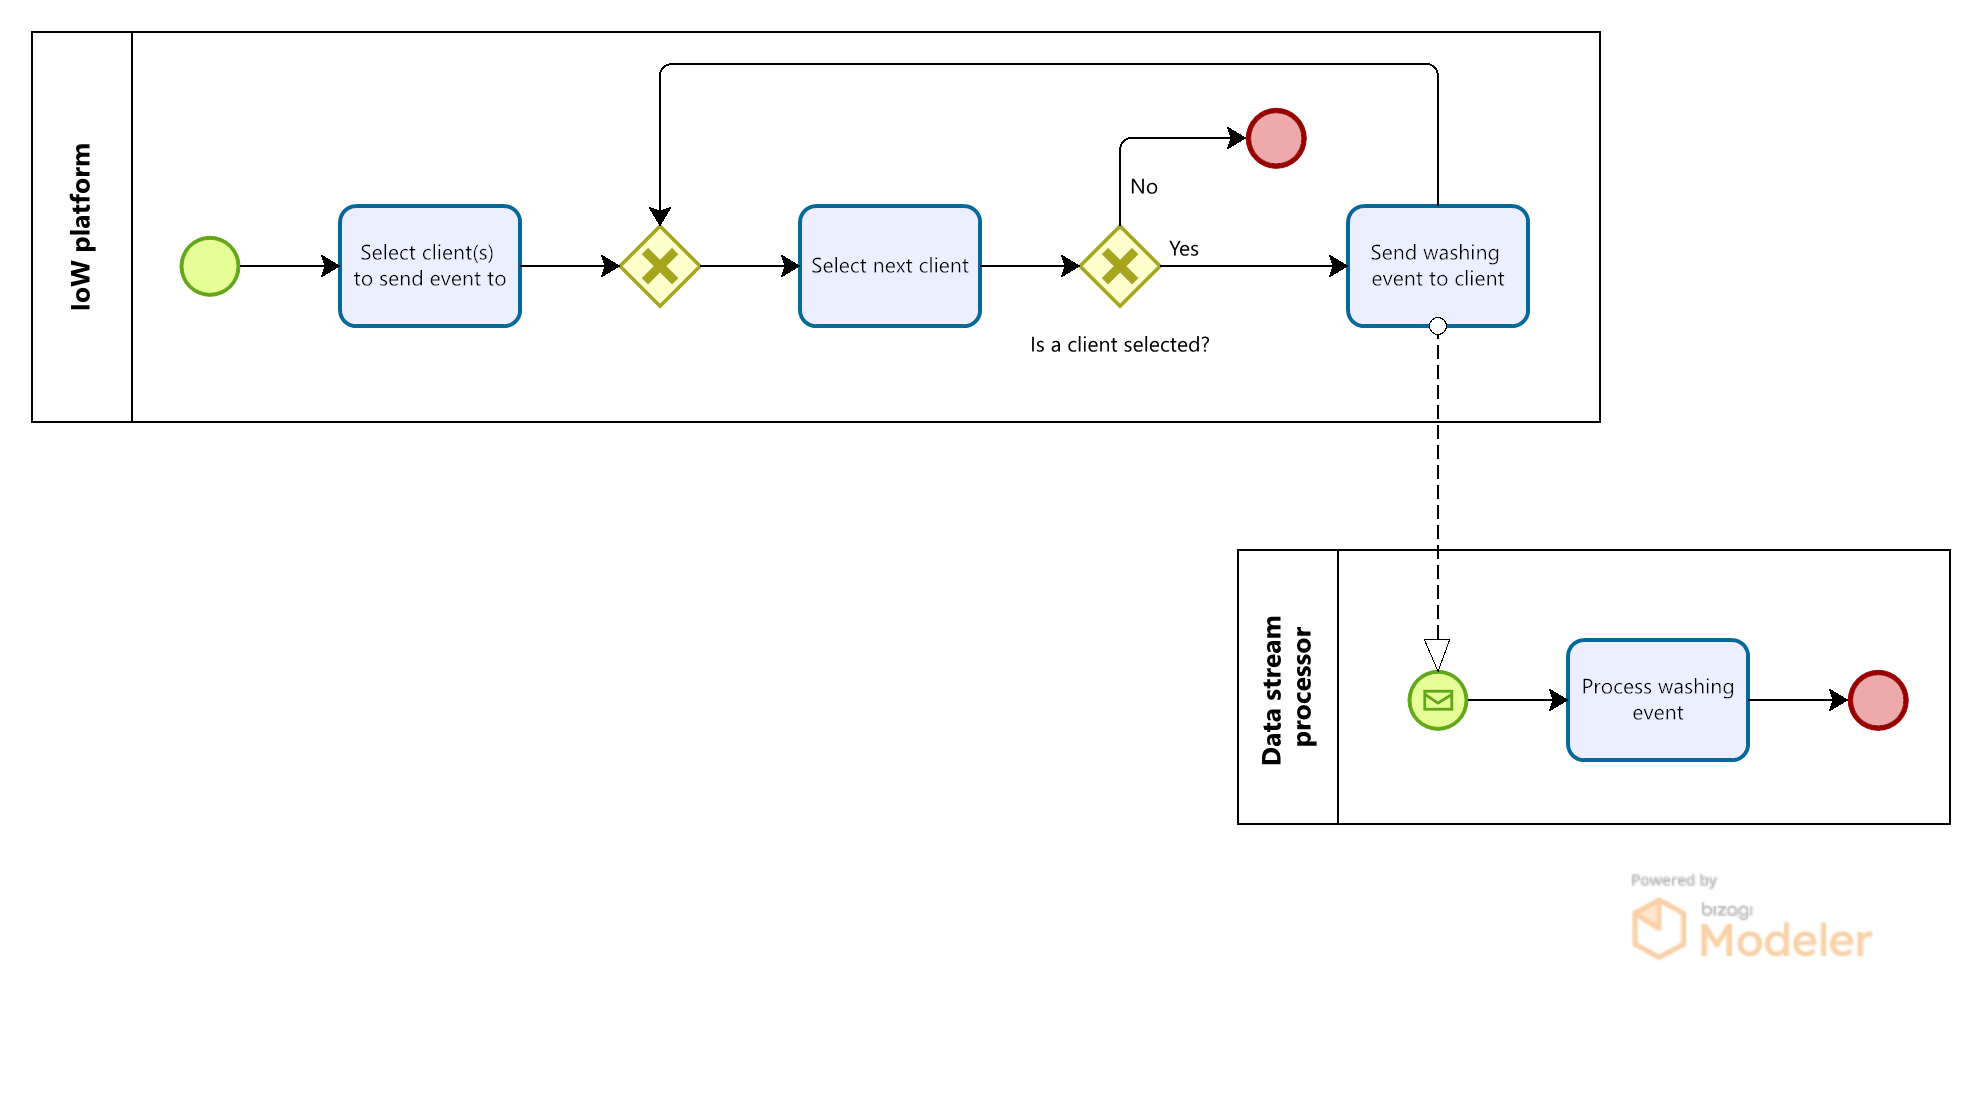 IoW platform
Select client(s)
to send event to
Select next client
No
Yes
Is a client selected?
Send washing
event to client
Data stream
processor
Process washing
event
Powered by
bizagi
Modeler